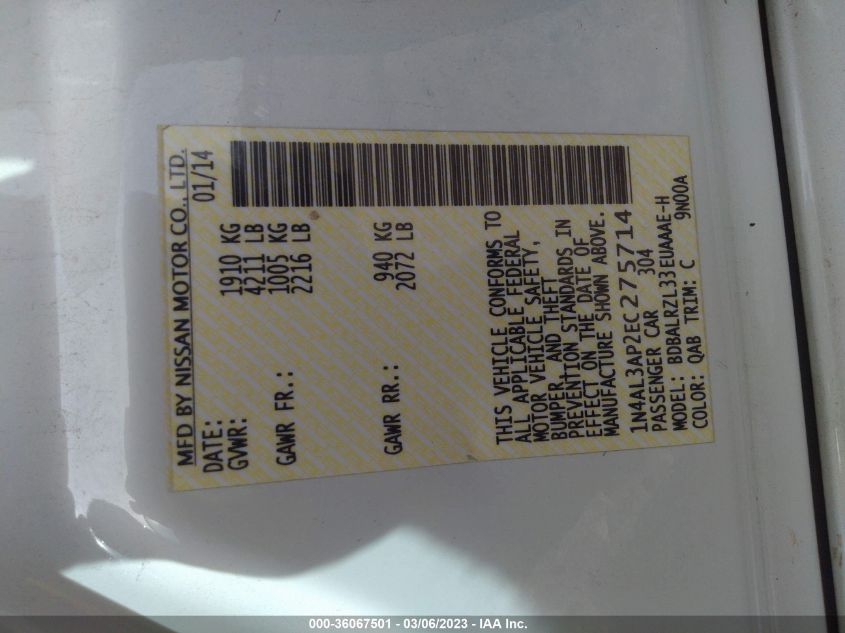 MFD BY NISSAN MOTOR CO., LTD.
DATE: 01/14
GVWR: 1910 KG
4211 LB
GAWR FR.: 1005 KG
2216 LB
GAWR RR.: 940 KG
2072 LB
THIS VEHICLE CONFORMS TO
ALL APPLICABLE FEDERAL
MOTOR VEHICLE SAFETY,
BUMPER, AND THEFT
PREVENTION STANDARDS IN
EFFECT ON THE DATE OF
MANUFACTURE SHOWN ABOVE.
1N4AL3AP2EC275714
PASSENGER CAR 304
MODEL: BDBALRZL33EUAAAE-H
COLOR: QAB TRIM: C 9N00A
000-36067501 - 03/06/2023 - IAA Inc.